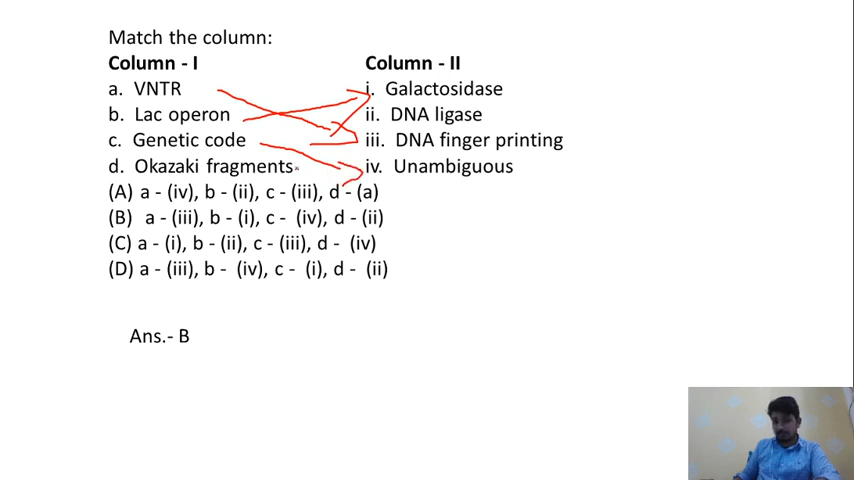 Match the column:
Column - I Column - II
a. VNTR i. Galactosidase
b. Lac operon ii. DNA ligase
c. Genetic code iii. DNA finger printing
d. Okazaki fragments iv. Unambiguous
(A) a - (iv), b - (ii), c - (iii), d - (a)
(B) a - (iii), b - (i), c - (iv), d - (ii)
(C) a - (i), b - (ii), c - (iii), d - (iv)
(D) a - (iii), b - (iv), c - (i), d - (ii)
Ans.- B